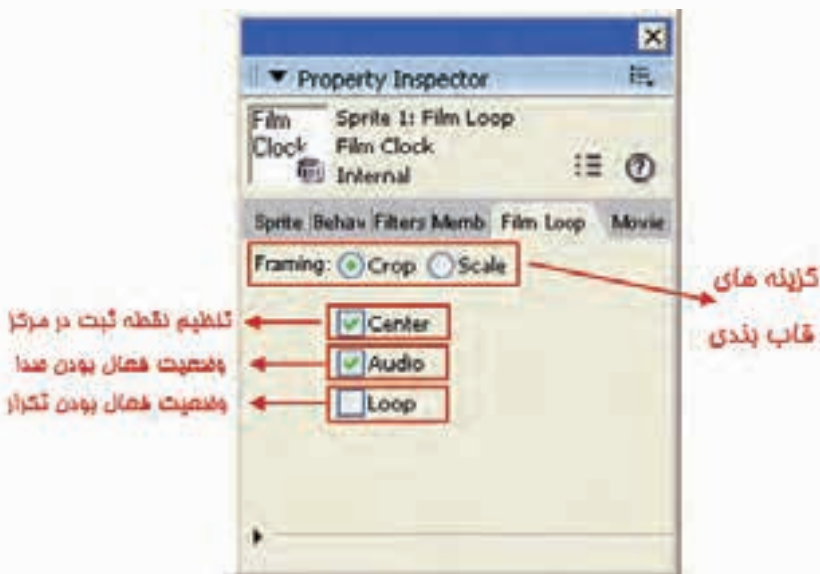 Property Inspector
Film Clock
Sprite 1: Film Loop
Film Clock
Internal
Sprite Behav Filters Memb Film Loop Movie
Framing: Crop Scale
گزینه های
قاب بندی
Center
تنظیم نقطه ثبت در مرکز
Audio
وضعیت فعال بودن صدا
Loop
وضعیت فعال بودن تکرار